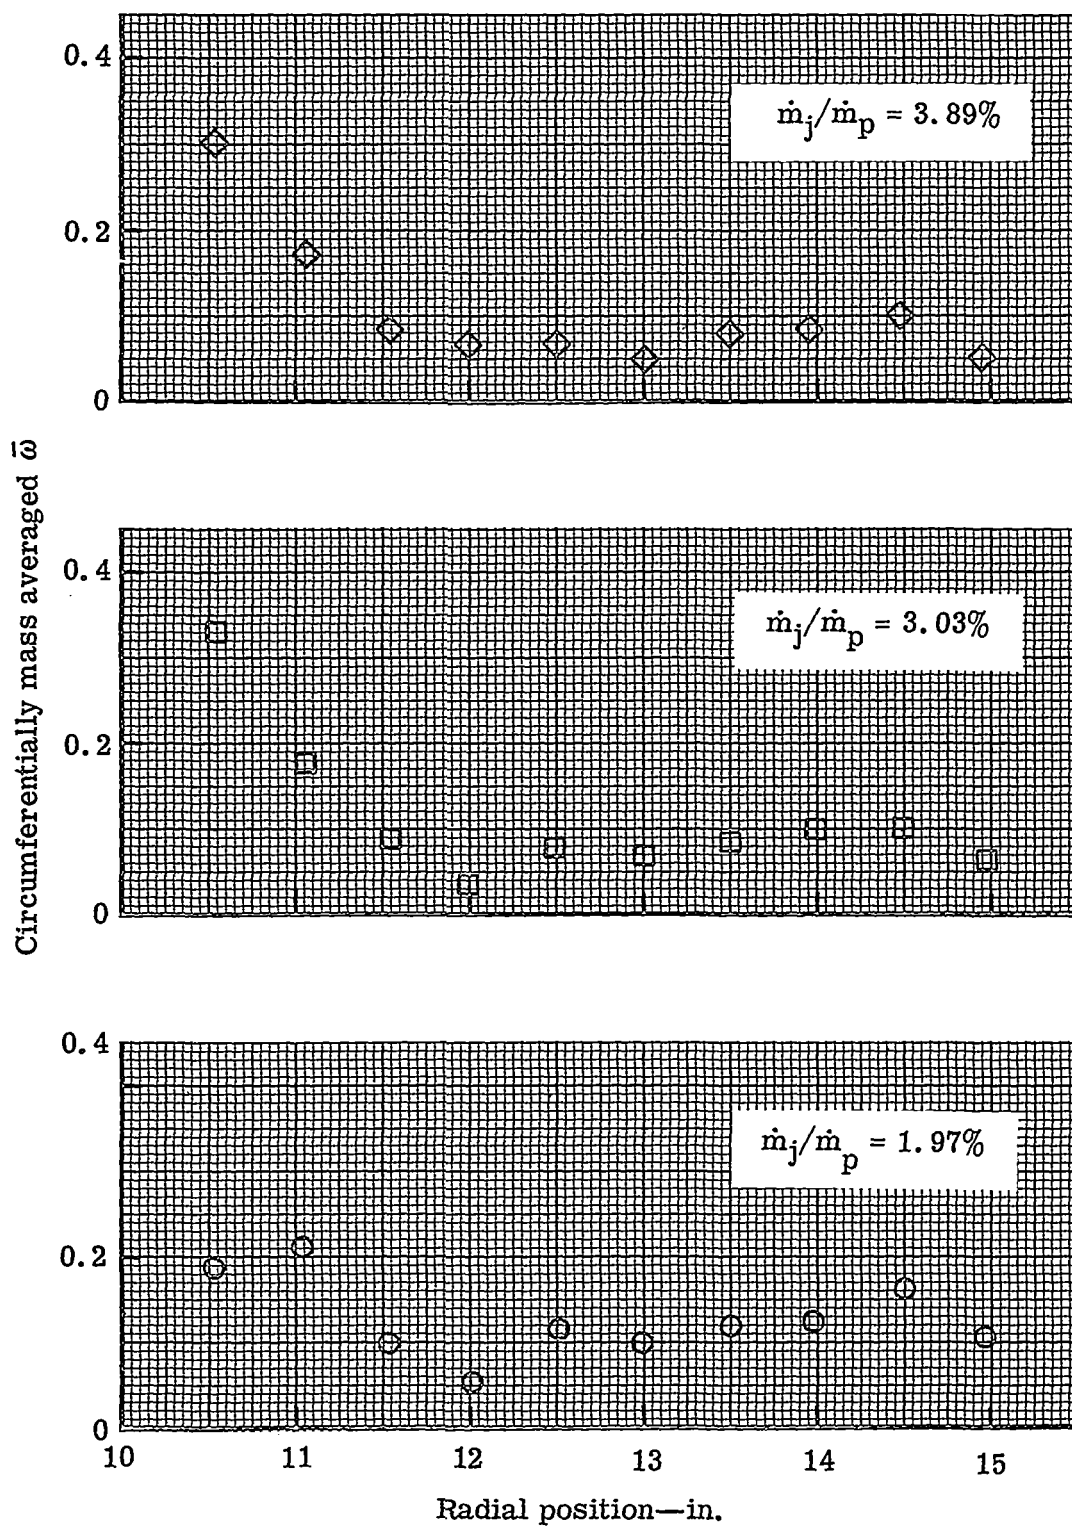 0.4
0.2
0
ṁj/ṁp = 3.89%
Circumferentially mass averaged ω̄
0.4
0.2
0
ṁj/ṁp = 3.03%
0.4
0.2
0
ṁj/ṁp = 1.97%
10 11 12 13 14 15
Radial position—in.